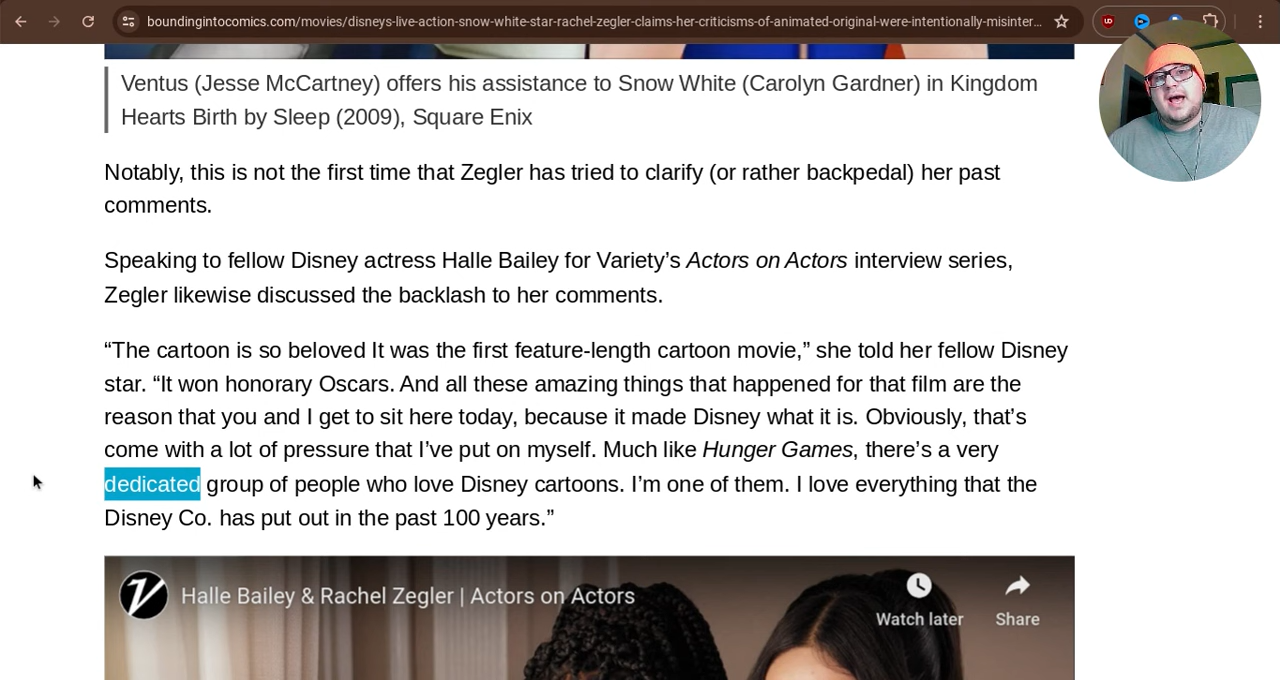 boundingintocomics.com/movies/disneys-live-action-snow-white-star-rachel-zegler-claims-her-criticisms-of-animated-original-were-intentionally-misinter...
Ventus (Jesse McCartney) offers his assistance to Snow White (Carolyn Gardner) in Kingdom
Hearts Birth by Sleep (2009), Square Enix
Notably, this is not the first time that Zegler has tried to clarify (or rather backpedal) her past
comments.
Speaking to fellow Disney actress Halle Bailey for Variety’s Actors on Actors interview series,
Zegler likewise discussed the backlash to her comments.
“The cartoon is so beloved It was the first feature-length cartoon movie,” she told her fellow Disney
star. “It won honorary Oscars. And all these amazing things that happened for that film are the
reason that you and I get to sit here today, because it made Disney what it is. Obviously, that’s
come with a lot of pressure that I’ve put on myself. Much like Hunger Games, there’s a very
dedicated group of people who love Disney cartoons. I’m one of them. I love everything that the
Disney Co. has put out in the past 100 years.”
Halle Bailey & Rachel Zegler | Actors on Actors
Watch later
Share